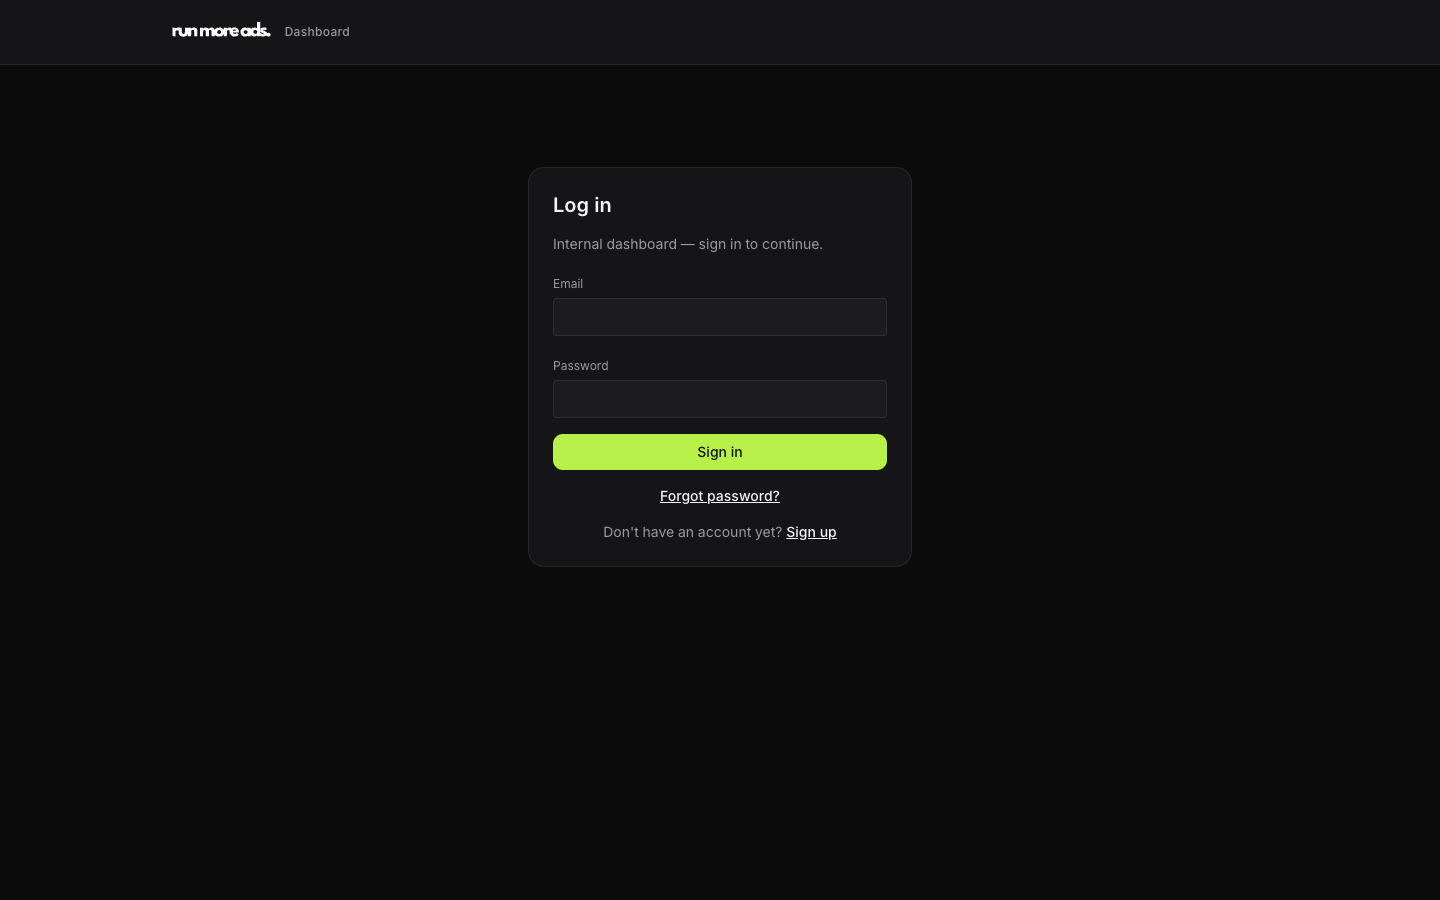 run more ads. Dashboard
Log in
Internal dashboard — sign in to continue.
Email
Password
Sign in
Forgot password?
Don't have an account yet? Sign up